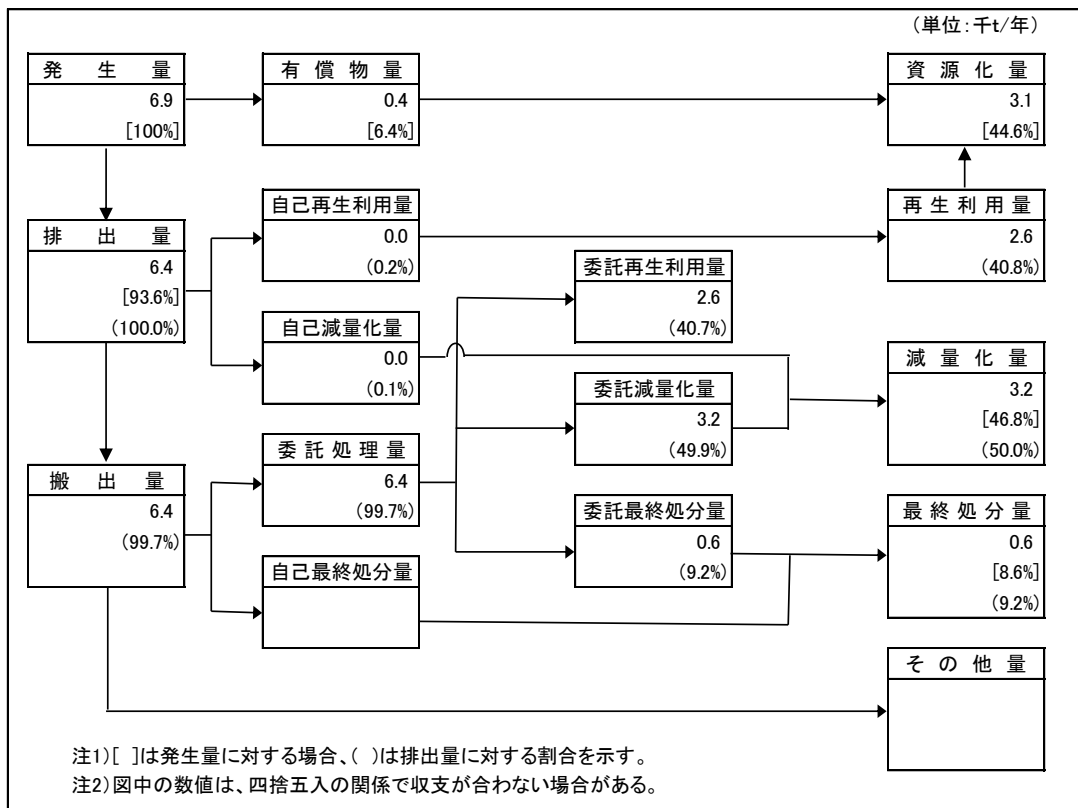 （単位：千t/年）
発生量
6.9
[100%]
有償物量
0.4
[6.4%]
資源化量
3.1
[44.6%]
排出量
6.4
[93.6%]
(100.0%)
自己再生利用量
0.0
(0.2%)
再生利用量
2.6
(40.8%)
委託再生利用量
2.6
(40.7%)
自己減量化量
0.0
(0.1%)
委託減量化量
3.2
(49.9%)
減量化量
3.2
[46.8%]
(50.0%)
搬出量
6.4
(99.7%)
委託処理量
6.4
(99.7%)
委託最終処分量
0.6
(9.2%)
最終処分量
0.6
[8.6%]
(9.2%)
自己最終処分量
その他量
注1)[ ]は発生量に対する場合、( )は排出量に対する割合を示す。
注2)図中の数値は、四捨五入の関係で収支が合わない場合がある。